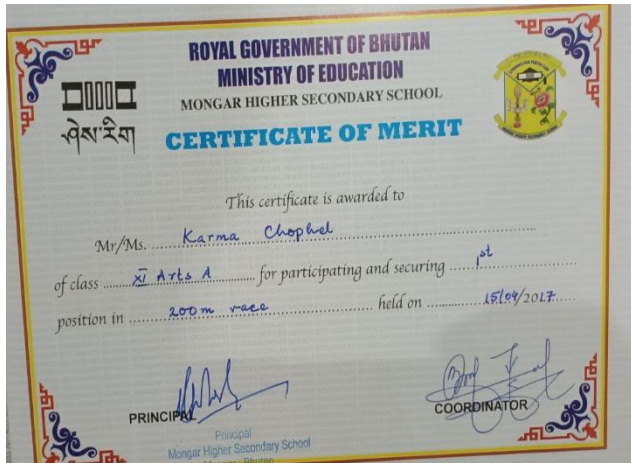 ROYAL GOVERNMENT OF BHUTAN
MINISTRY OF EDUCATION
MONGAR HIGHER SECONDARY SCHOOL
ཤེས་རིག
CERTIFICATE OF MERIT
This certificate is awarded to
Mr/Ms. Karma Chophel
of class XI Arts A for participating and securing 1st
position in 200m race held on 15/04/2017
PRINCIPAL
COORDINATOR
Principal
Mongar Higher Secondary School